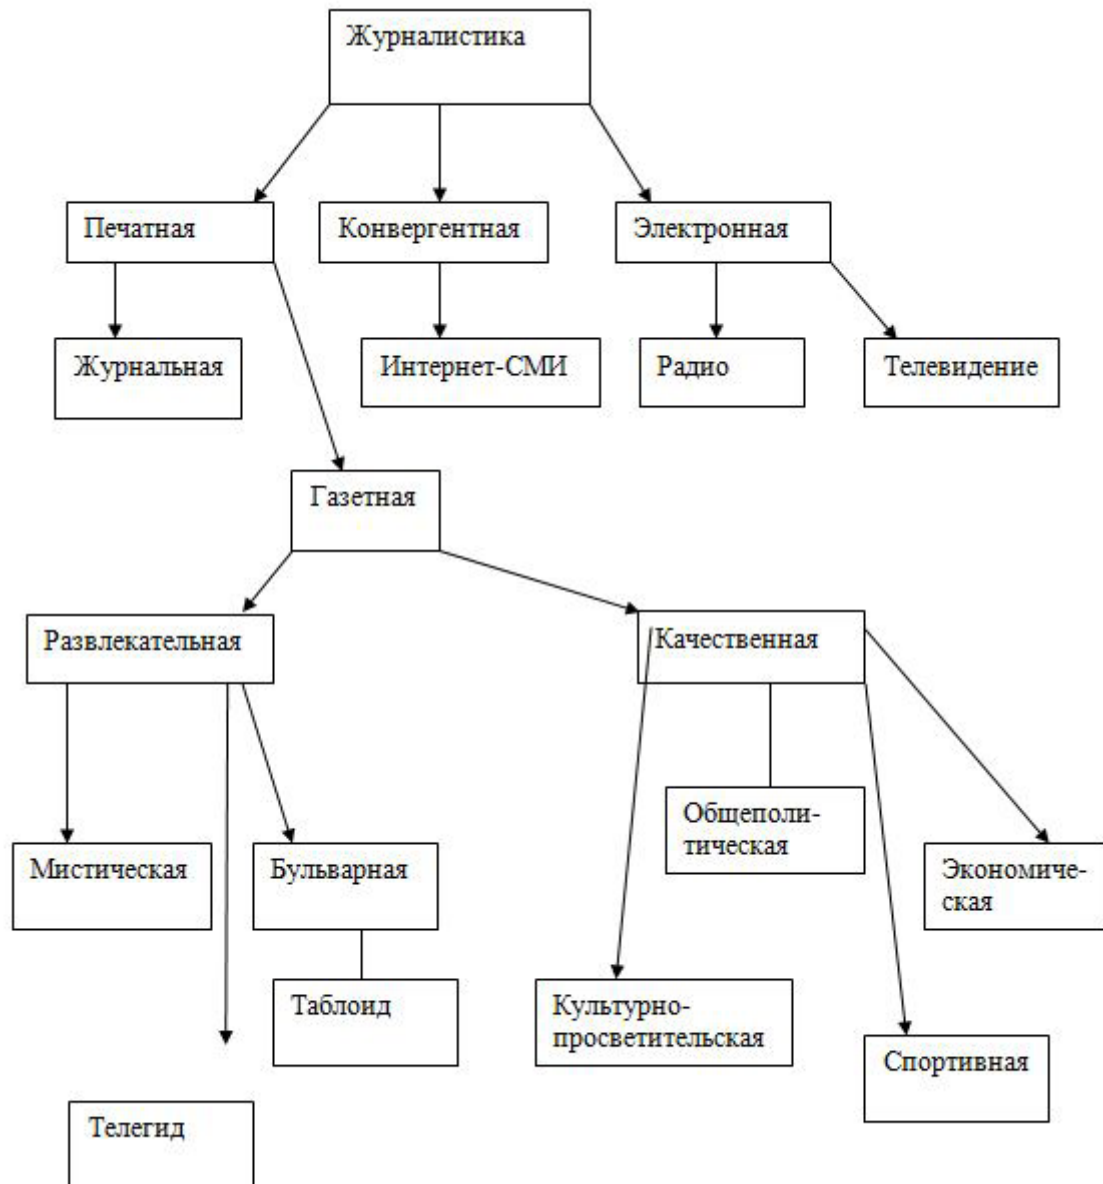 Журналистика
Печатная
Конвергентная
Электронная
Журнальная
Интернет-СМИ
Радио
Телевидение
Газетная
Развлекательная
Качественная
Общеполи-
тическая
Мистическая
Бульварная
Экономиче-
ская
Таблоид
Культурно-
просветительская
Спортивная
Телегид